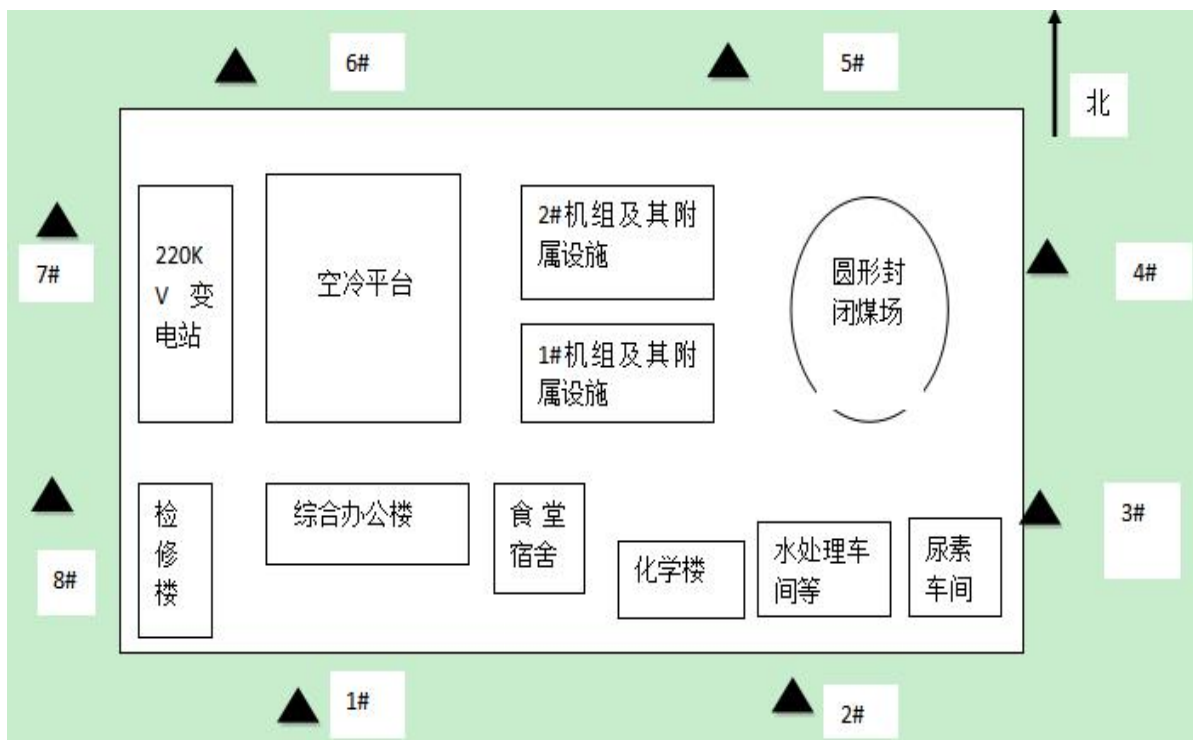 6#
5#
北
7#
220K
V 变
电站
空冷平台
2#机组及其附
属设施
1#机组及其附
属设施
圆形封
闭煤场
4#
8#
检
修
楼
综合办公楼
食堂
宿舍
化学楼
水处理车
间等
尿素
车间
3#
1#
2#